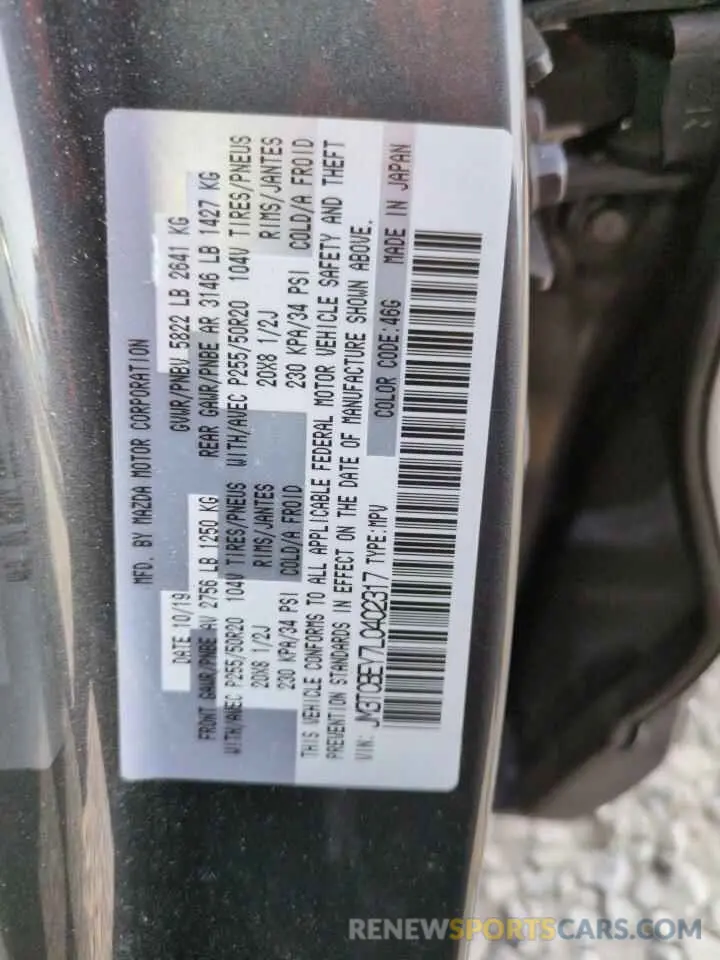 MFD. BY MAZDA MOTOR CORPORATION
DATE 10/19 GVWR/PNBV 5822 LB 2641 KG
FRONT GAWR/PNBE AV 2756 LB 1250 KG REAR GAWR/PNBE AR 3146 LB 1427 KG
WITH/AVEC P255/50R20 104V TIRES/PNEUS WITH/AVEC P255/50R20 104V TIRES/PNEUS
20X8 1/2J RIMS/JANTES 20X8 1/2J RIMS/JANTES
230 KPA/34 PSI COLD/A FROID 230 KPA/34 PSI COLD/A FROID
THIS VEHICLE CONFORMS TO ALL APPLICABLE FEDERAL MOTOR VEHICLE SAFETY AND THEFT
PREVENTION STANDARDS IN EFFECT ON THE DATE OF MANUFACTURE SHOWN ABOVE.
VIN: JM3TCBEY7L0402317 TYPE:MPV COLOR CODE:46G MADE IN JAPAN
RENEWSPORTSCARS.COM